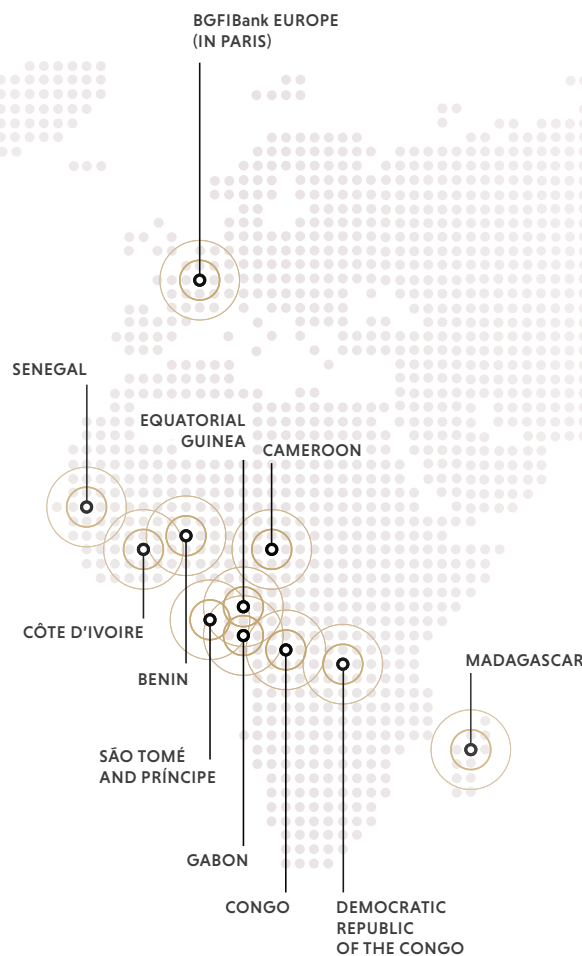 BGFIBank EUROPE
(IN PARIS)
SENEGAL
EQUATORIAL
GUINEA
CAMEROON
CÔTE D'IVOIRE
BENIN
MADAGASCAR
SÃO TOMÉ
AND PRÍNCIPE
GABON
CONGO
DEMOCRATIC
REPUBLIC
OF THE CONGO